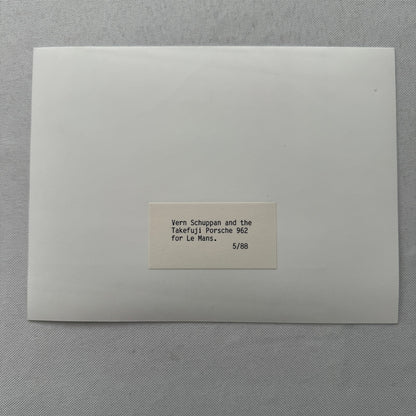 Vern Schuppan and the
Takefuji Porsche 962
for Le Mans.
5/88